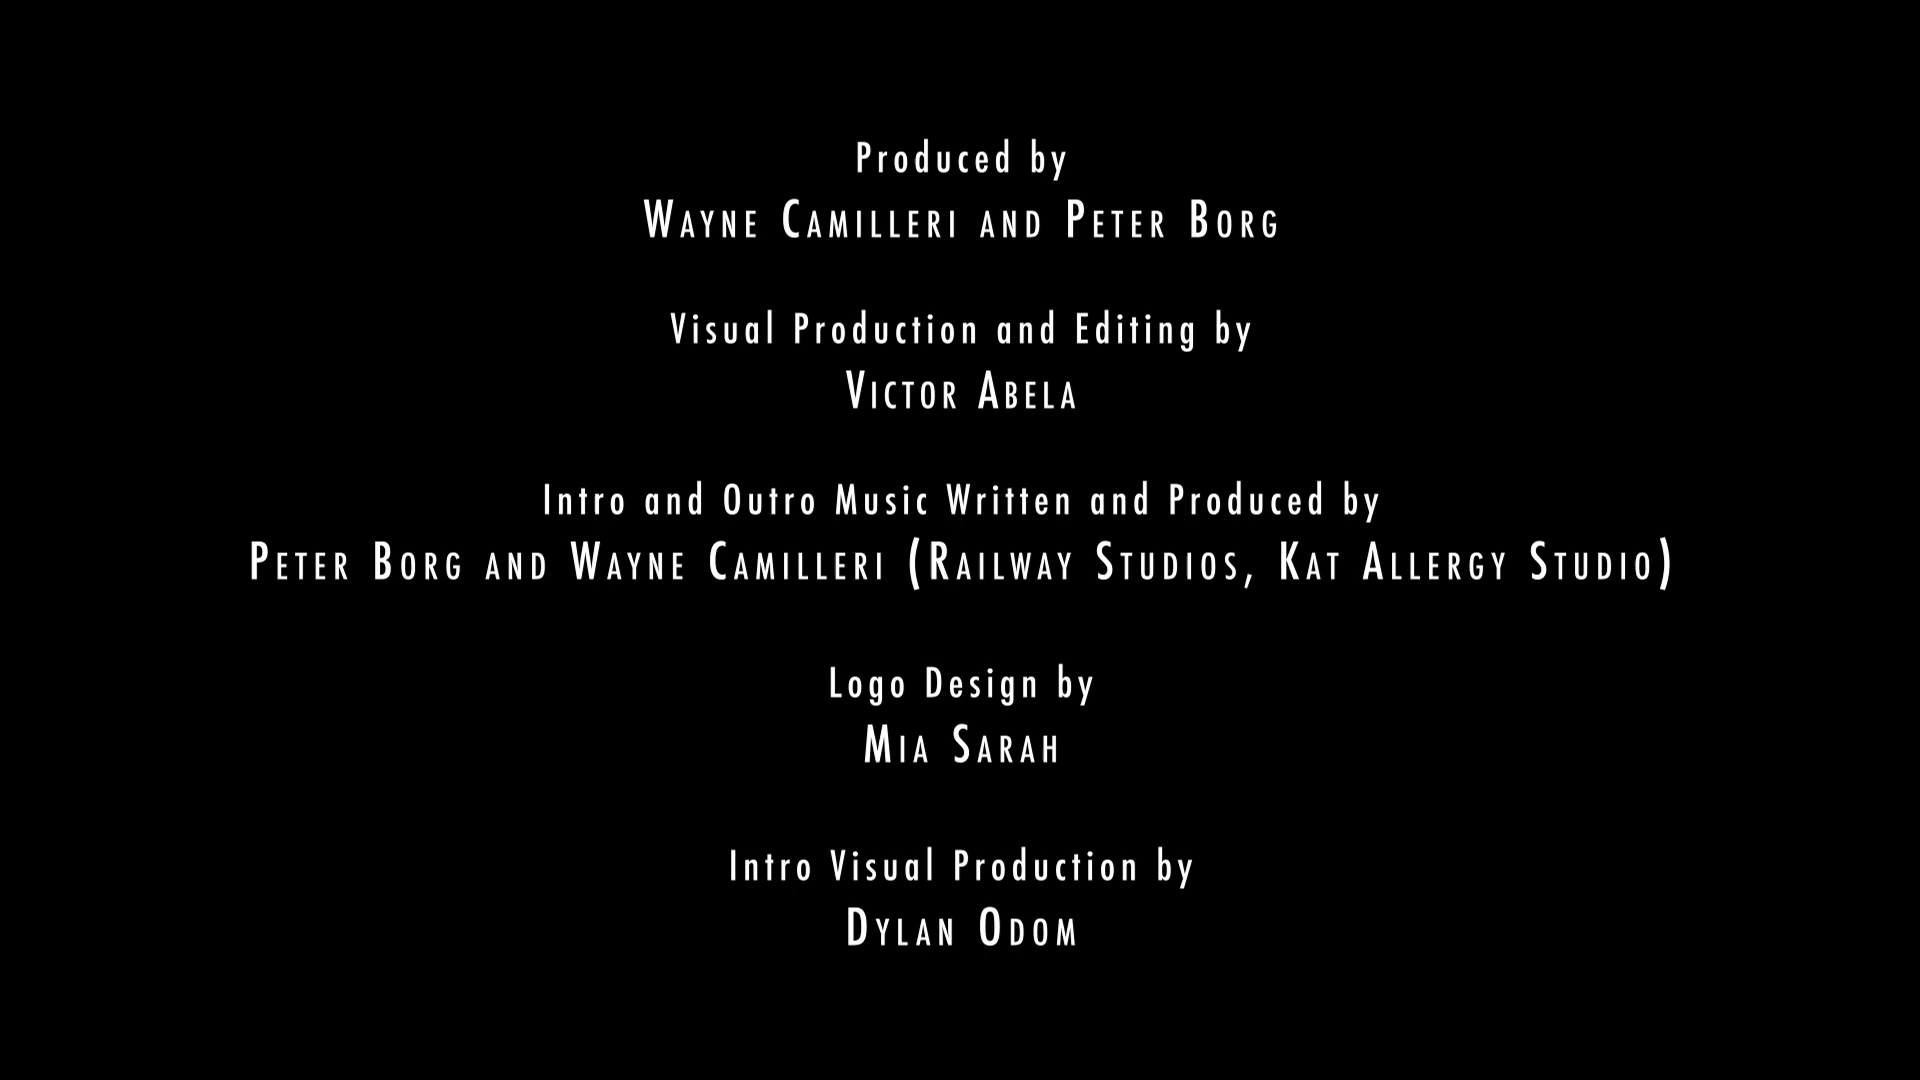 Produced by
Wayne Camilleri and Peter Borg
Visual Production and Editing by
Victor Abela
Intro and Outro Music Written and Produced by
Peter Borg and Wayne Camilleri (Railway Studios, Kat Allergy Studio)
Logo Design by
Mia Sarah
Intro Visual Production by
Dylan Odom